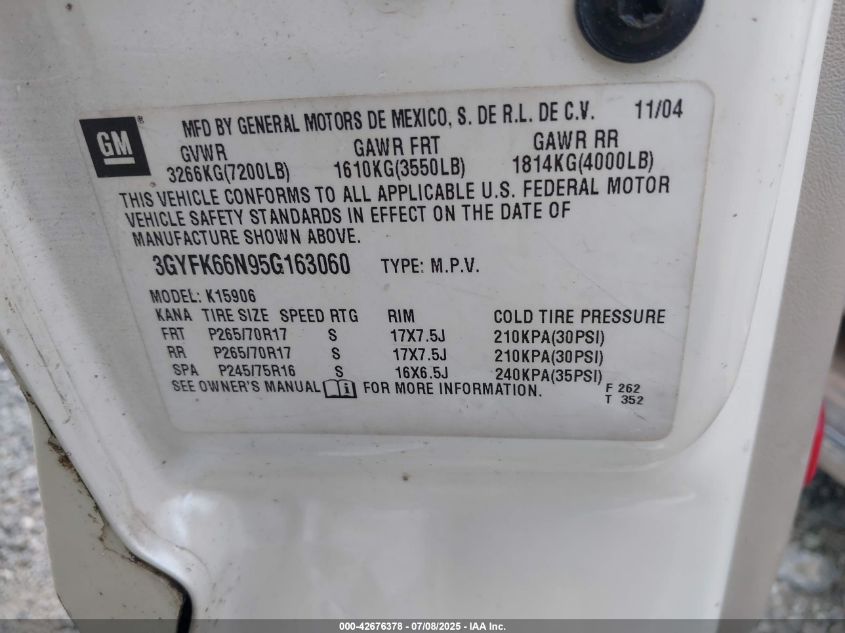 GM ®
MFD BY GENERAL MOTORS DE MEXICO, S. DE R.L. DE C.V. 11/04
GVWR GAWR FRT GAWR RR
3266KG(7200LB) 1610KG(3550LB) 1814KG(4000LB)
THIS VEHICLE CONFORMS TO ALL APPLICABLE U.S. FEDERAL MOTOR
VEHICLE SAFETY STANDARDS IN EFFECT ON THE DATE OF
MANUFACTURE SHOWN ABOVE.
3GYFK66N95G163060 TYPE: M.P.V.
MODEL: K15906
KANA TIRE SIZE SPEED RTG RIM COLD TIRE PRESSURE
FRT P265/70R17 S 17X7.5J 210KPA(30PSI)
RR P265/70R17 S 17X7.5J 210KPA(30PSI)
SPA P245/75R16 S 16X6.5J 240KPA(35PSI)
SEE OWNER'S MANUAL FOR MORE INFORMATION. F 262
T 352
000-42676378 - 07/08/2025 - IAA Inc.